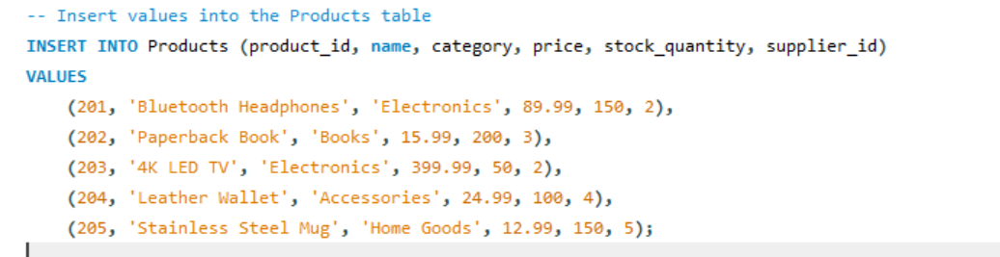 -- Insert values into the Products table
INSERT INTO Products (product_id, name, category, price, stock_quantity, supplier_id)
VALUES
(201, 'Bluetooth Headphones', 'Electronics', 89.99, 150, 2),
(202, 'Paperback Book', 'Books', 15.99, 200, 3),
(203, '4K LED TV', 'Electronics', 399.99, 50, 2),
(204, 'Leather Wallet', 'Accessories', 24.99, 100, 4),
(205, 'Stainless Steel Mug', 'Home Goods', 12.99, 150, 5);